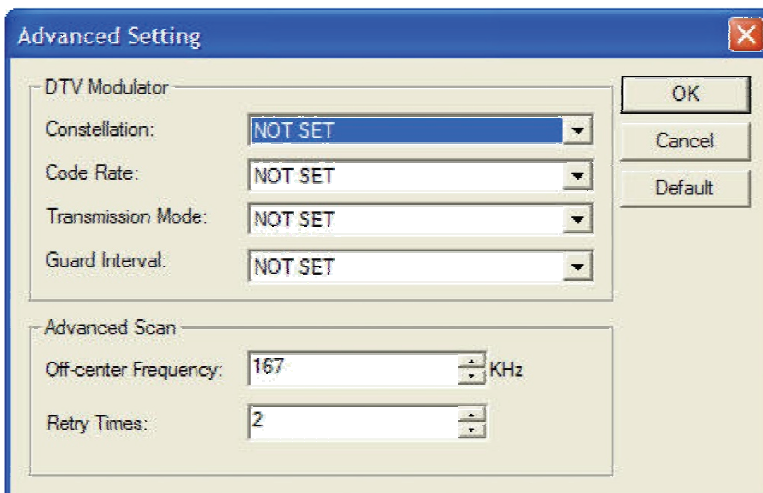 Advanced Setting
DTV Modulator
OK
Constellation: NOT SET
Cancel
Code Rate: NOT SET
Default
Transmission Mode: NOT SET
Guard Interval: NOT SET
Advanced Scan
Off-center Frequency: 167 KHz
Retry Times: 2